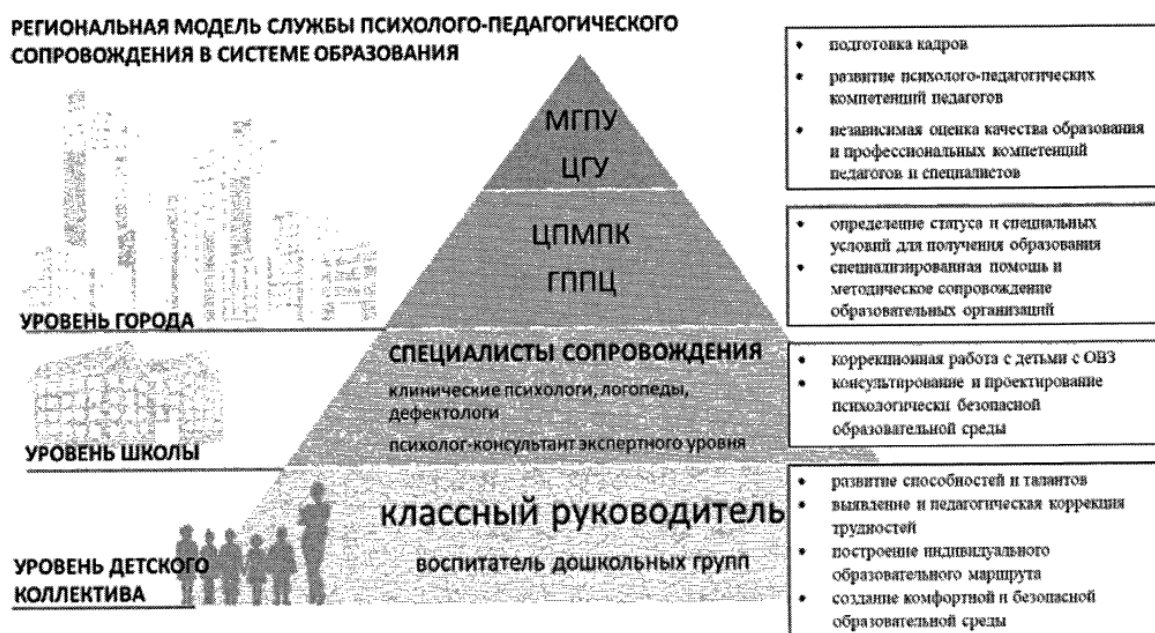 РЕГИОНАЛЬНАЯ МОДЕЛЬ СЛУЖБЫ ПСИХОЛОГО-ПЕДАГОГИЧЕСКОГО
СОПРОВОЖДЕНИЯ В СИСТЕМЕ ОБРАЗОВАНИЯ
МГПУ
ЦГУ
• подготовка кадров
• развитие психолого-педагогических
компетенций педагогов
• независимая оценка качества образования
и профессиональных компетенций
педагогов и специалистов
УРОВЕНЬ ГОРОДА
ЦПМПК
ГППЦ
• определение статуса и специальных
условий для получения образования
• специализированная помощь и
методическое сопровождение
образовательных организаций
УРОВЕНЬ ШКОЛЫ
СПЕЦИАЛИСТЫ СОПРОВОЖДЕНИЯ
клинические психологи, логопеды,
дефектологи
психолог-консультант экспертного уровня
• коррекционная работа с детьми с ОВЗ
• консультирование и проектирование
психологически безопасной
образовательной среды
УРОВЕНЬ ДЕТСКОГО
КОЛЛЕКТИВА
классный руководитель
воспитатель дошкольных групп
• развитие способностей и талантов
• выявление и педагогическая коррекция
трудностей
• построение индивидуального
образовательного маршрута
• создание комфортной и безопасной
образовательной среды